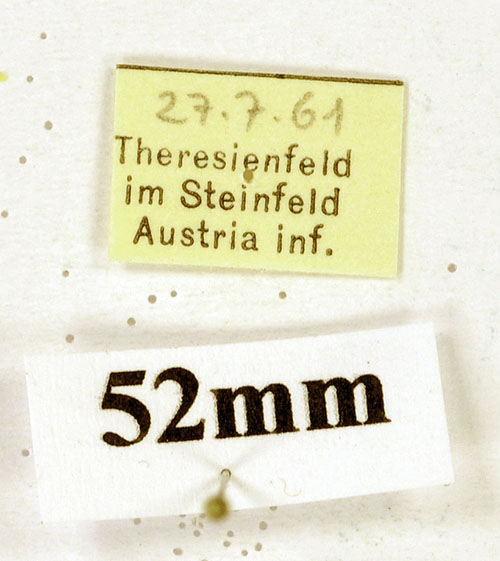 27.7.61
Theresienfeld
im Steinfeld
Austria inf.
52mm